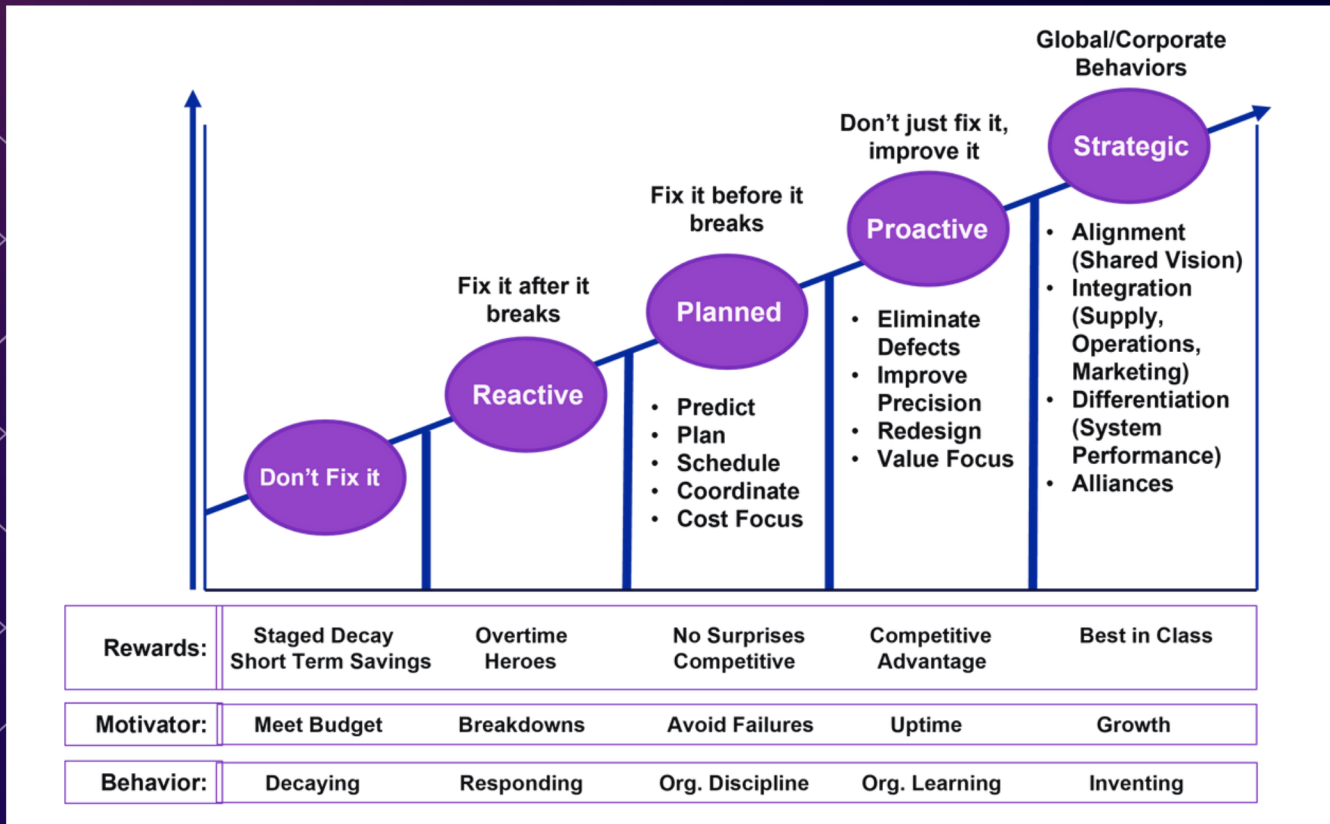 Global/Corporate
Behaviors
Strategic
Don't just fix it,
improve it
Proactive
Fix it before it
breaks
Planned
Fix it after it
breaks
Reactive
Don't Fix it
• Predict
• Plan
• Schedule
• Coordinate
• Cost Focus
• Eliminate
Defects
• Improve
Precision
• Redesign
• Value Focus
• Alignment
(Shared Vision)
• Integration
(Supply,
Operations,
Marketing)
• Differentiation
(System
Performance)
• Alliances
Rewards:
Staged Decay
Short Term Savings
Overtime
Heroes
No Surprises
Competitive
Competitive
Advantage
Best in Class
Motivator: Meet Budget Breakdowns Avoid Failures Uptime Growth
Behavior: Decaying Responding Org. Discipline Org. Learning Inventing